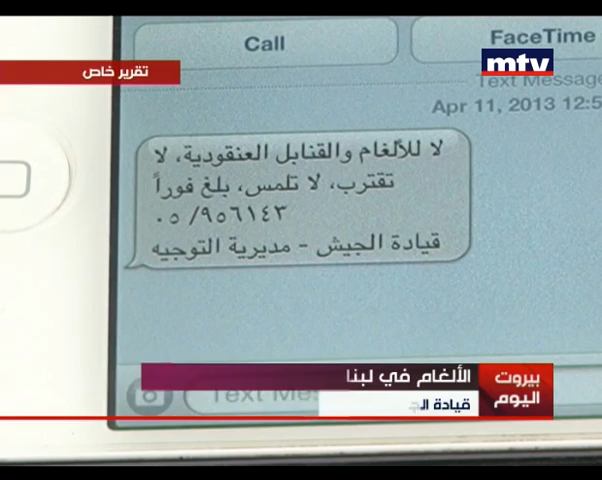 Call
FaceTime
mtv
تقرير خاص
Text Message
Apr 11, 2013 12:5
لا للألغام والقنابل العنقودية، لا
تقترب، لا تلمس، بلغ فوراً
٠٥/٩٥٦١٤٣
قيادة الجيش - مديرية التوجيه
الألغام في لبنا
بيروت
اليوم
قيادة الج
Text Mes